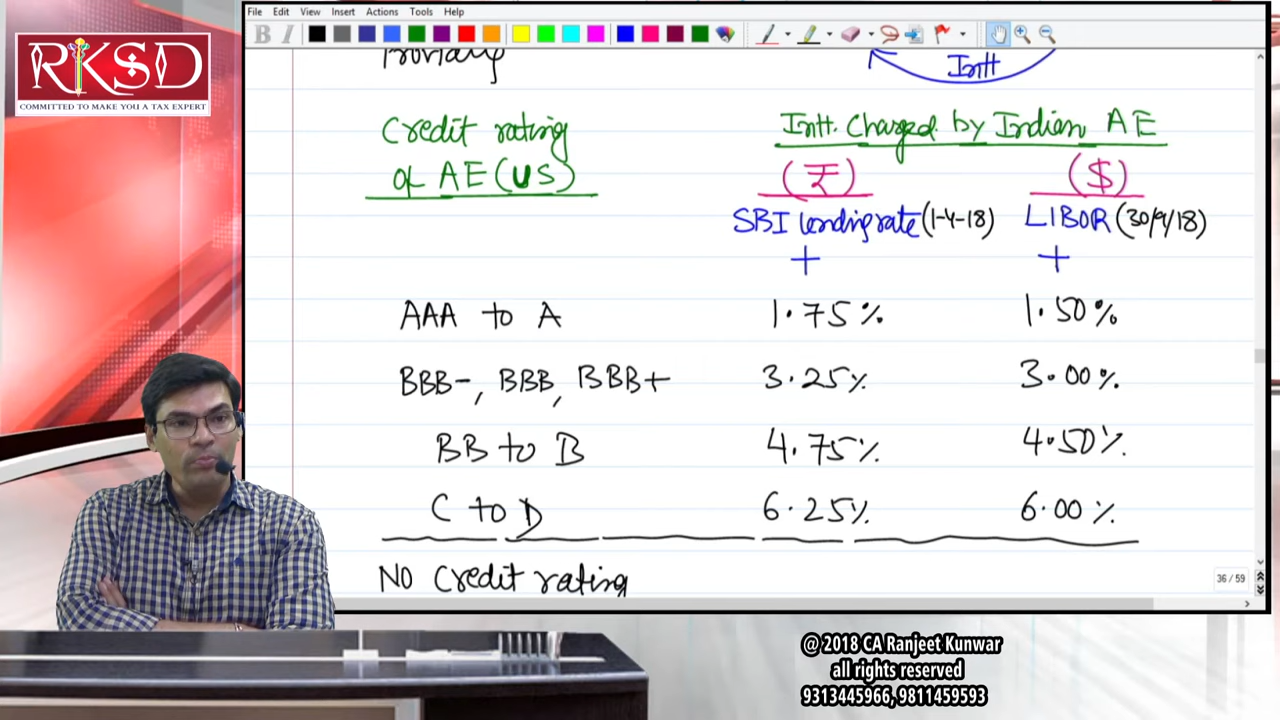 File Edit View Insert Actions Tools Help
B I
RKSD
COMMITTED TO MAKE YOU A TAX EXPERT
Intt
Credit rating
of AE (US)
Intt. Charged by Indian AE
(₹) ($)
SBI lending rate (1-4-18) LIBOR (30/9/18)
+ +
AAA to A 1.75% 1.50%
BBB-, BBB, BBB+ 3.25% 3.00%
BB to B 4.75% 4.50%
C to D 6.25% 6.00%
NO Credit rating
36 / 59
@ 2018 CA Ranjeet Kunwar
all rights reserved
9313445966, 9811459593